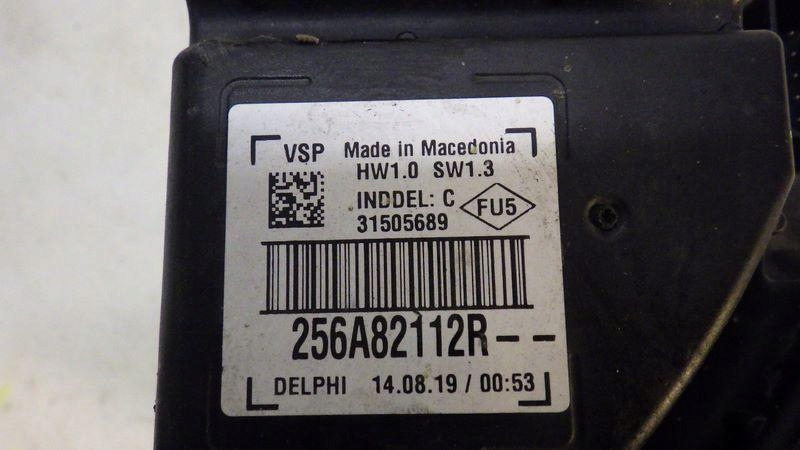 VSP Made in Macedonia
HW1.0 SW1.3
INDDEL: C
FU5
31505689
256A82112R--
DELPHI 14.08.19 / 00:53